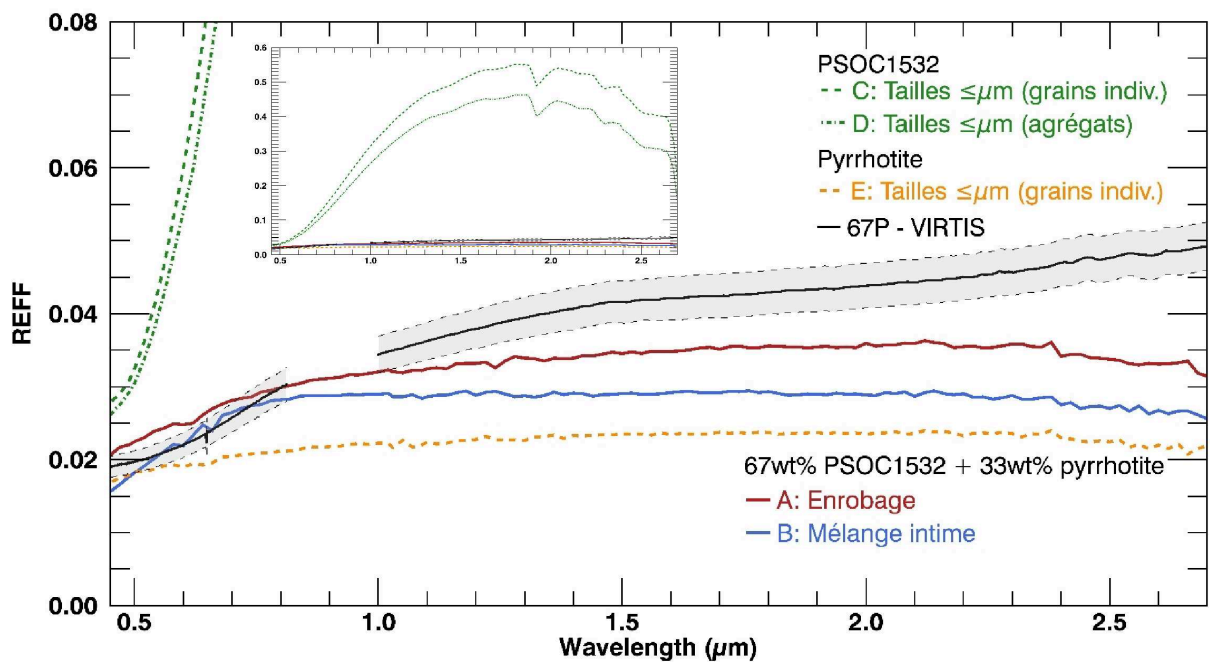 0.08
0.06
0.04
0.02
0.00
REFF
0.6
0.5
0.4
0.3
0.2
0.1
0.0
0.5 1.0 1.5 2.0 2.5
PSOC1532
C: Tailles ≤μm (grains indiv.)
D: Tailles ≤μm (agrégats)
Pyrrhotite
E: Tailles ≤μm (grains indiv.)
67P - VIRTIS
67wt% PSOC1532 + 33wt% pyrrhotite
A: Enrobage
B: Mélange intime
0.5 1.0 1.5 2.0 2.5
Wavelength (μm)